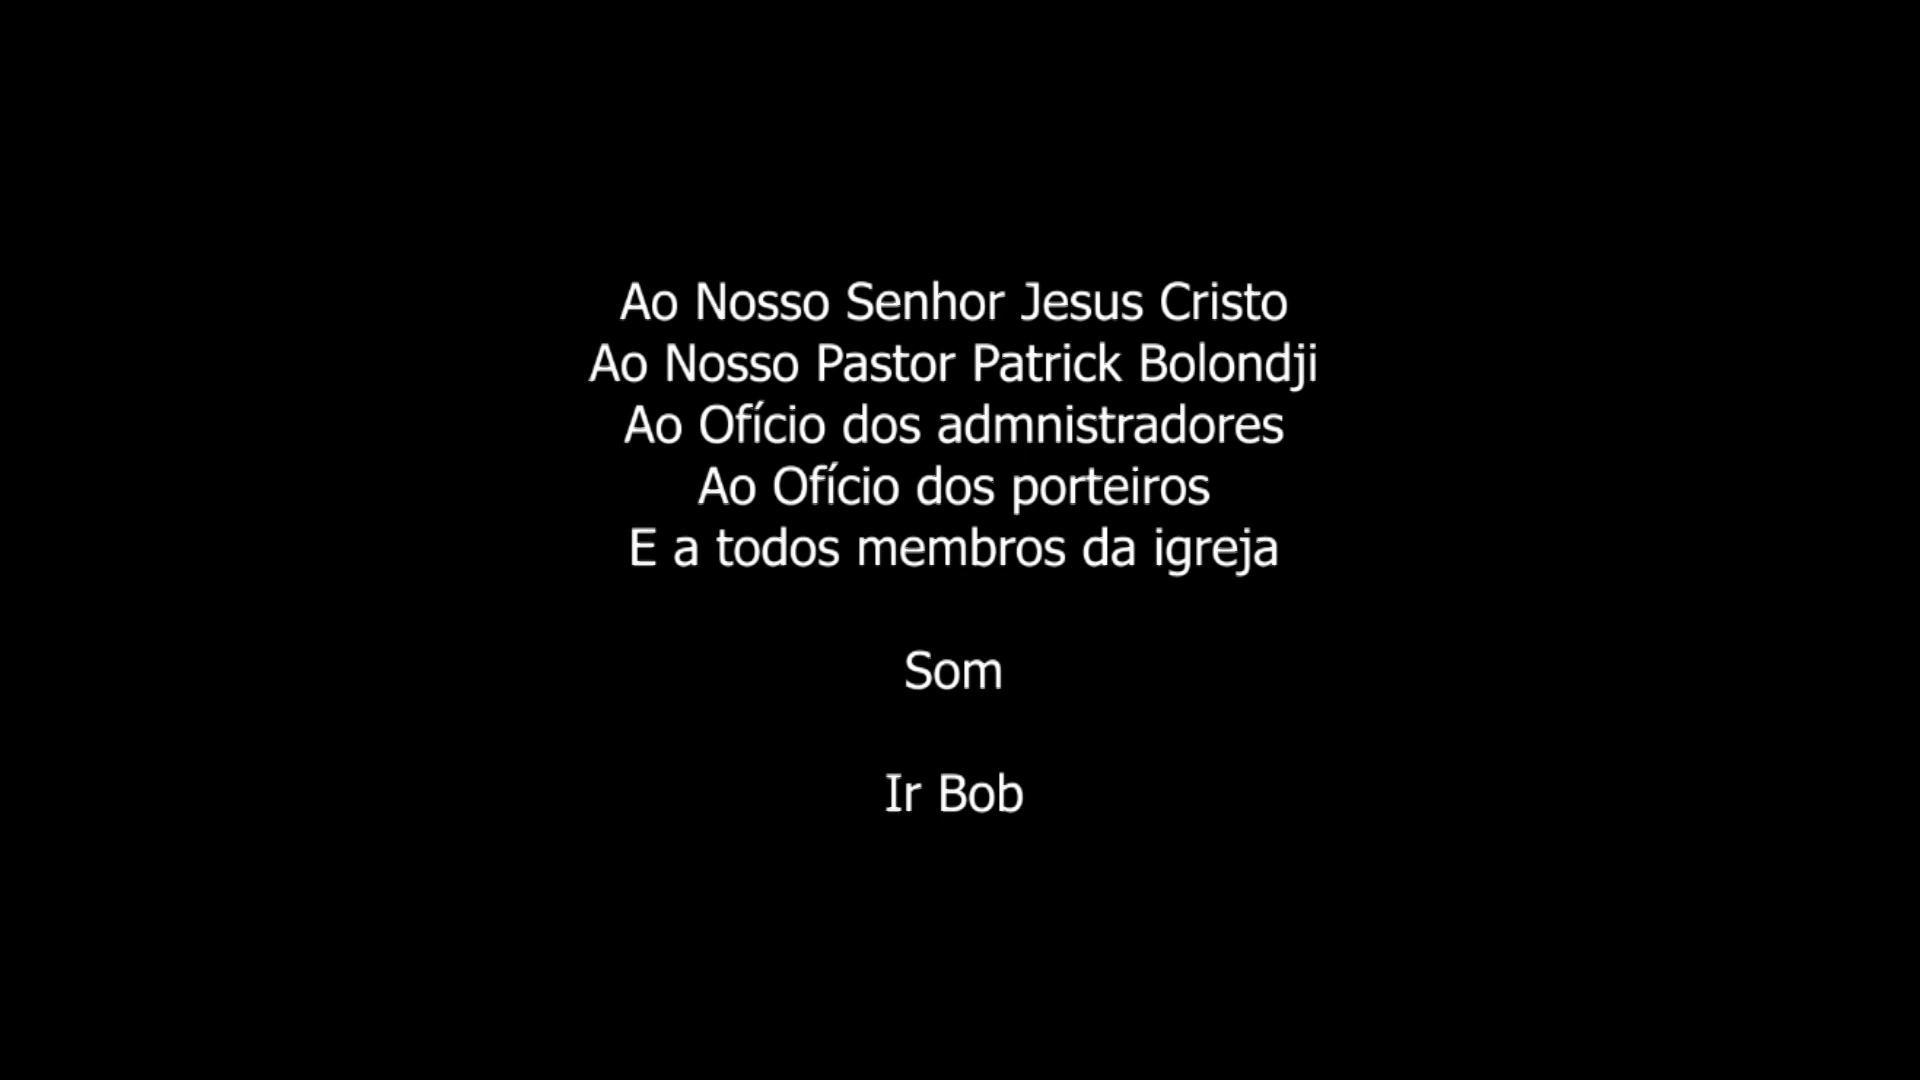 Ao Nosso Senhor Jesus Cristo
Ao Nosso Pastor Patrick Bolondji
Ao Ofício dos admnistradores
Ao Ofício dos porteiros
E a todos membros da igreja
Som
Ir Bob